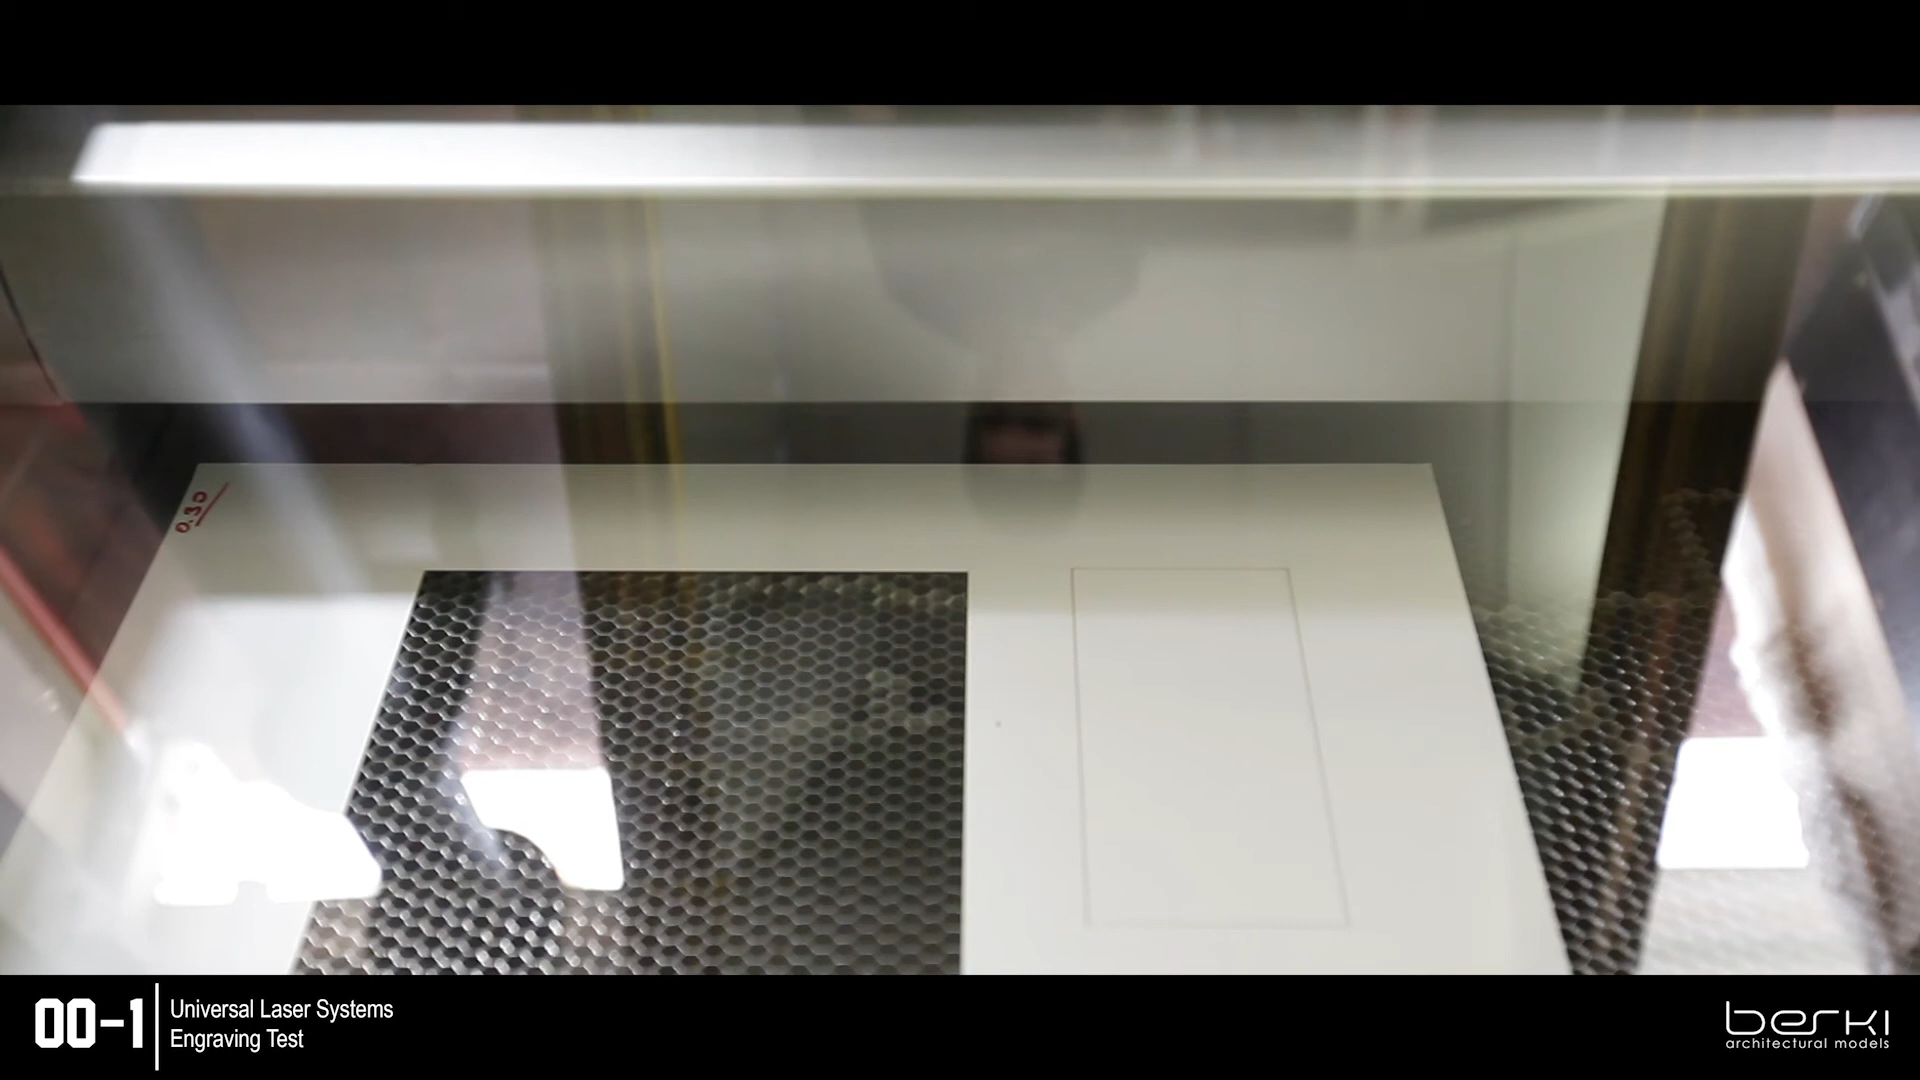 0.30
00-1
Universal Laser Systems
Engraving Test
berki
architectural models